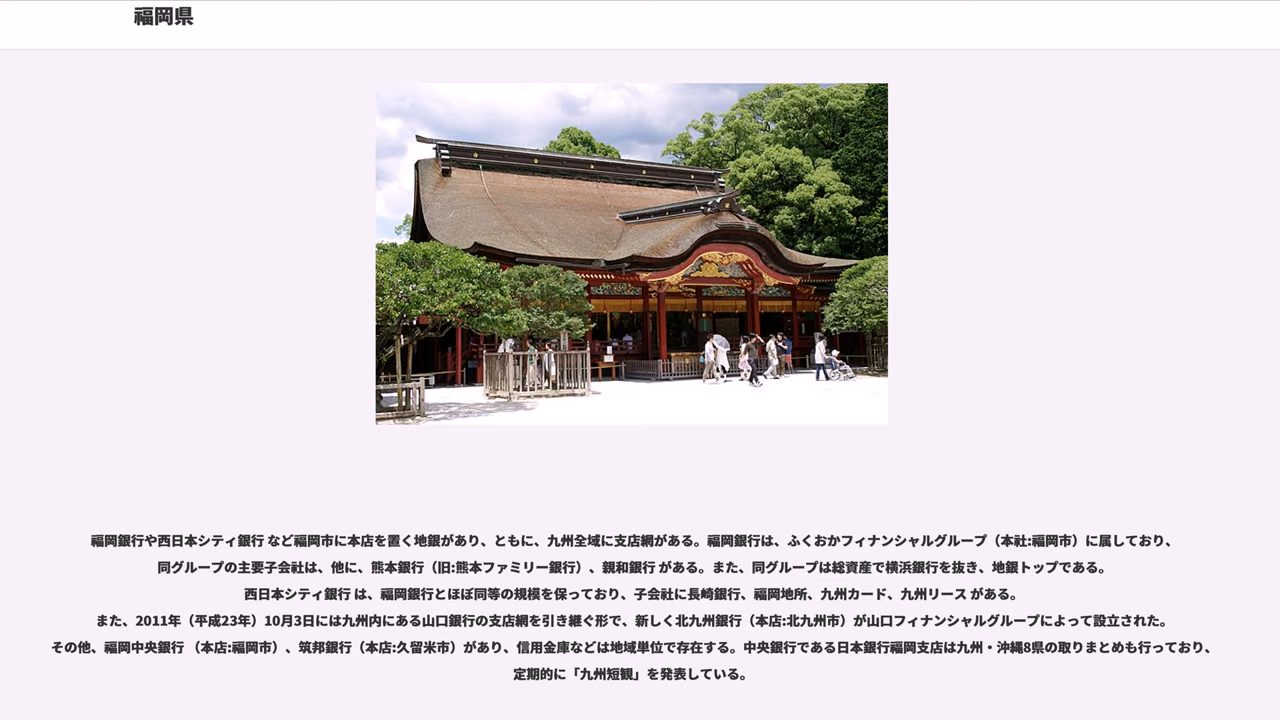 福岡県
福岡銀行や西日本シティ銀行 など福岡市に本店を置く地銀があり、ともに、九州全域に支店網がある。福岡銀行は、ふくおかフィナンシャルグループ（本社:福岡市）に属しており、
同グループの主要子会社は、他に、熊本銀行（旧:熊本ファミリー銀行）、親和銀行 がある。また、同グループは総資産で横浜銀行を抜き、地銀トップである。
西日本シティ銀行 は、福岡銀行とほぼ同等の規模を保っており、子会社に長崎銀行、福岡地所、九州カード、九州リース がある。
また、2011年（平成23年）10月3日には九州内にある山口銀行の支店網を引き継ぐ形で、新しく北九州銀行（本店:北九州市）が山口フィナンシャルグループによって設立された。
その他、福岡中央銀行 （本店:福岡市）、筑邦銀行（本店:久留米市）があり、信用金庫などは地域単位で存在する。中央銀行である日本銀行福岡支店は九州・沖縄8県の取りまとめも行っており、
定期的に「九州短観」を発表している。